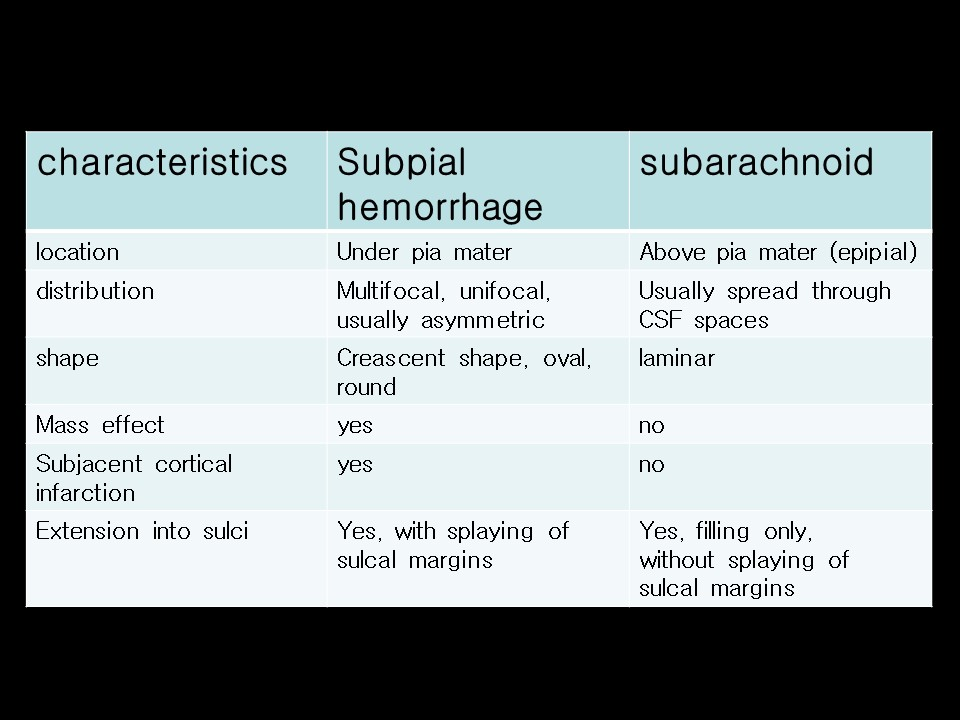 characteristics Subpial hemorrhage subarachnoid
location Under pia mater Above pia mater (epipial)
distribution Multifocal, unifocal, usually asymmetric Usually spread through CSF spaces
shape Creascent shape, oval, round laminar
Mass effect yes no
Subjacent cortical infarction yes no
Extension into sulci Yes, with splaying of sulcal margins Yes, filling only, without splaying of sulcal margins